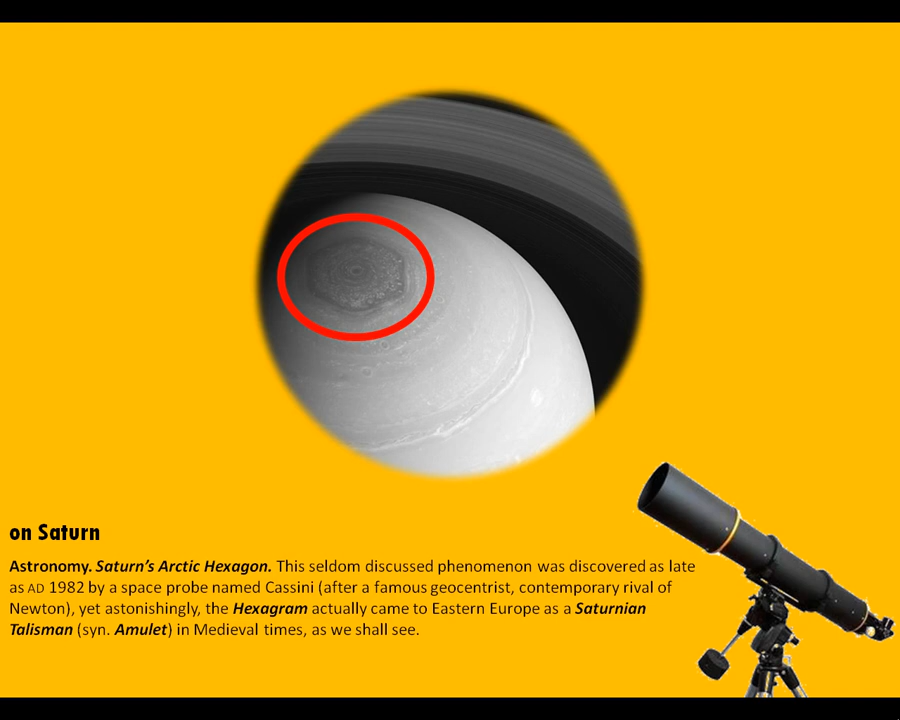 on Saturn
Astronomy. Saturn's Arctic Hexagon. This seldom discussed phenomenon was discovered as late
as AD 1982 by a space probe named Cassini (after a famous geocentrist, contemporary rival of
Newton), yet astonishingly, the Hexagram actually came to Eastern Europe as a Saturnian
Talisman (syn. Amulet) in Medieval times, as we shall see.